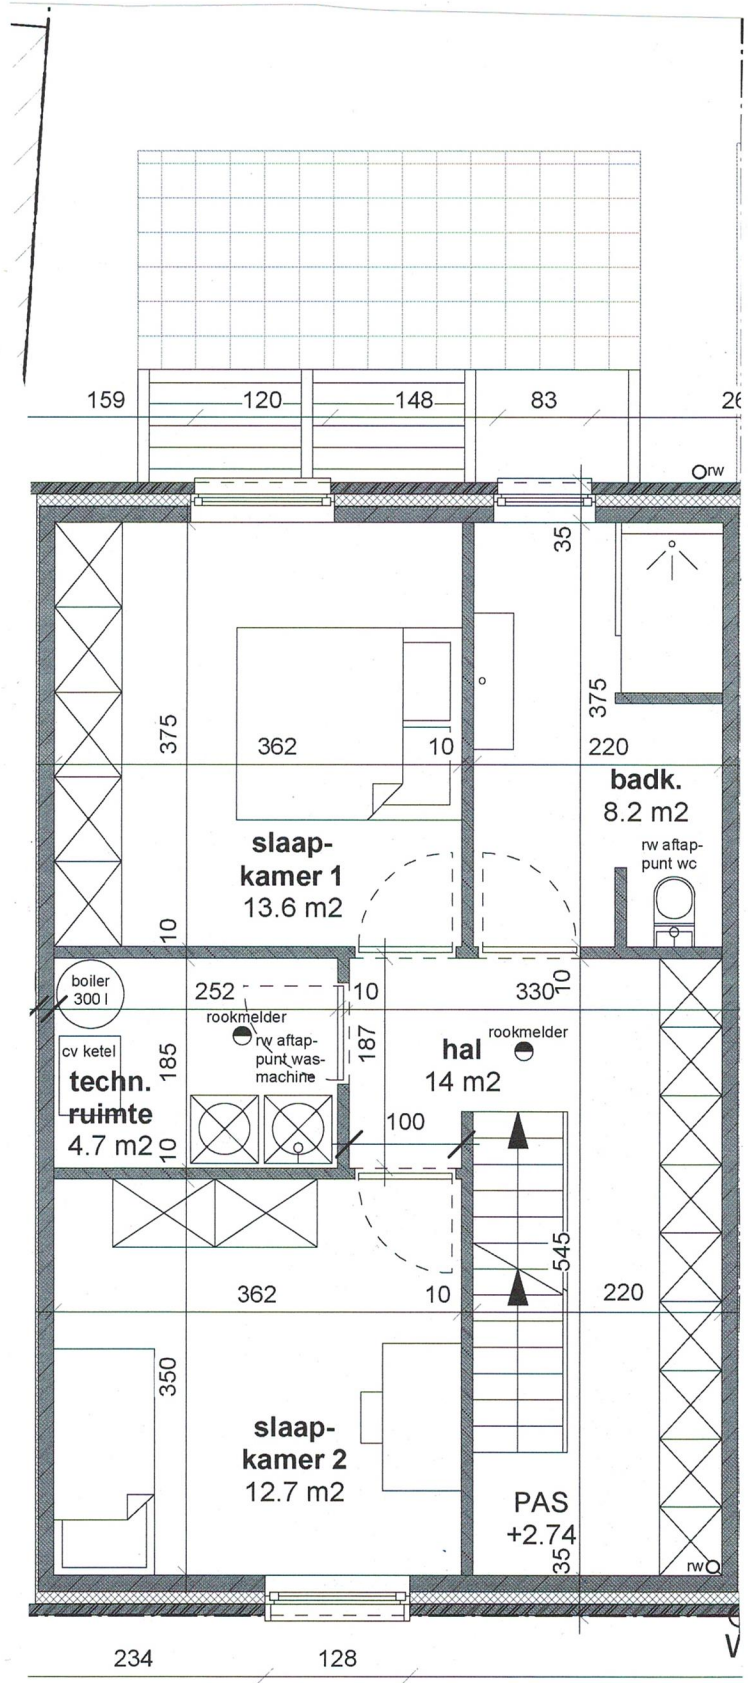 159 120 148 83 26
rw
35
375 375
362 10 220
badk.
8.2 m2
slaap-
kamer 1
13.6 m2
rw aftap-
punt wc
10
boiler
300 l
252 10 330 10
rookmelder
rw aftap-
punt was-
machine
cv ketel
187
185
hal
14 m2
rookmelder
techn.
ruimte
4.7 m2
10
100
545
362 10 220
350
slaap-
kamer 2
12.7 m2
PAS
+2.74
35
rw
V
234 128